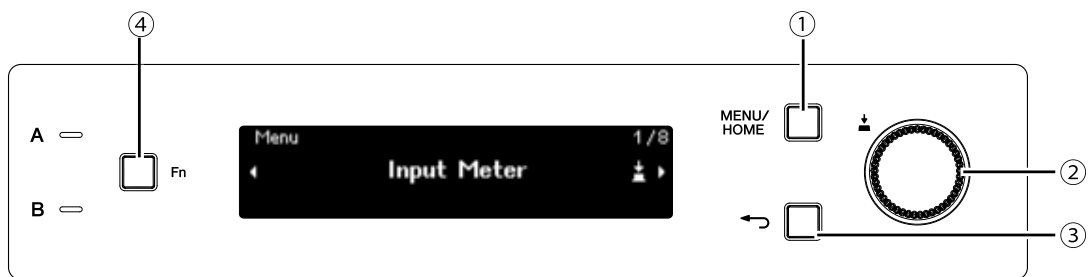 ④
①
A
MENU/
HOME
Menu 1/8
Input Meter
Fn
②
B
③